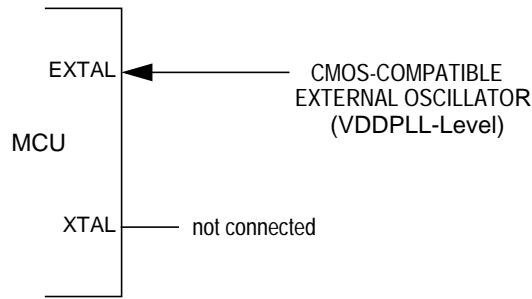 EXTAL
CMOS-COMPATIBLE
EXTERNAL OSCILLATOR
(VDDPLL-Level)
MCU
XTAL
not connected